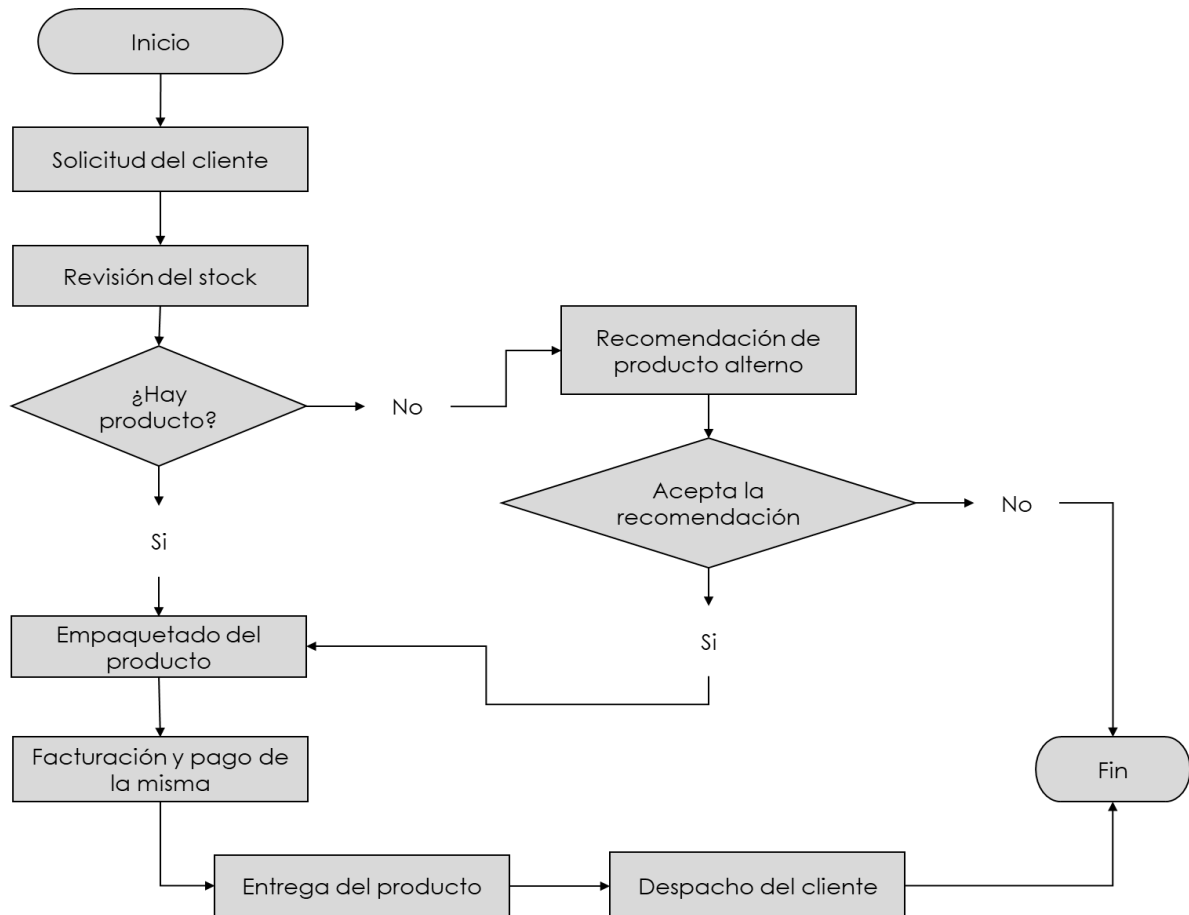 Inicio
Solicitud del cliente
Revisión del stock
¿Hay
producto?
No
Recomendación de
producto alterno
Acepta la
recomendación
No
Si
Si
Empaquetado del
producto
Facturación y pago de
la misma
Entrega del producto
Despacho del cliente
Fin